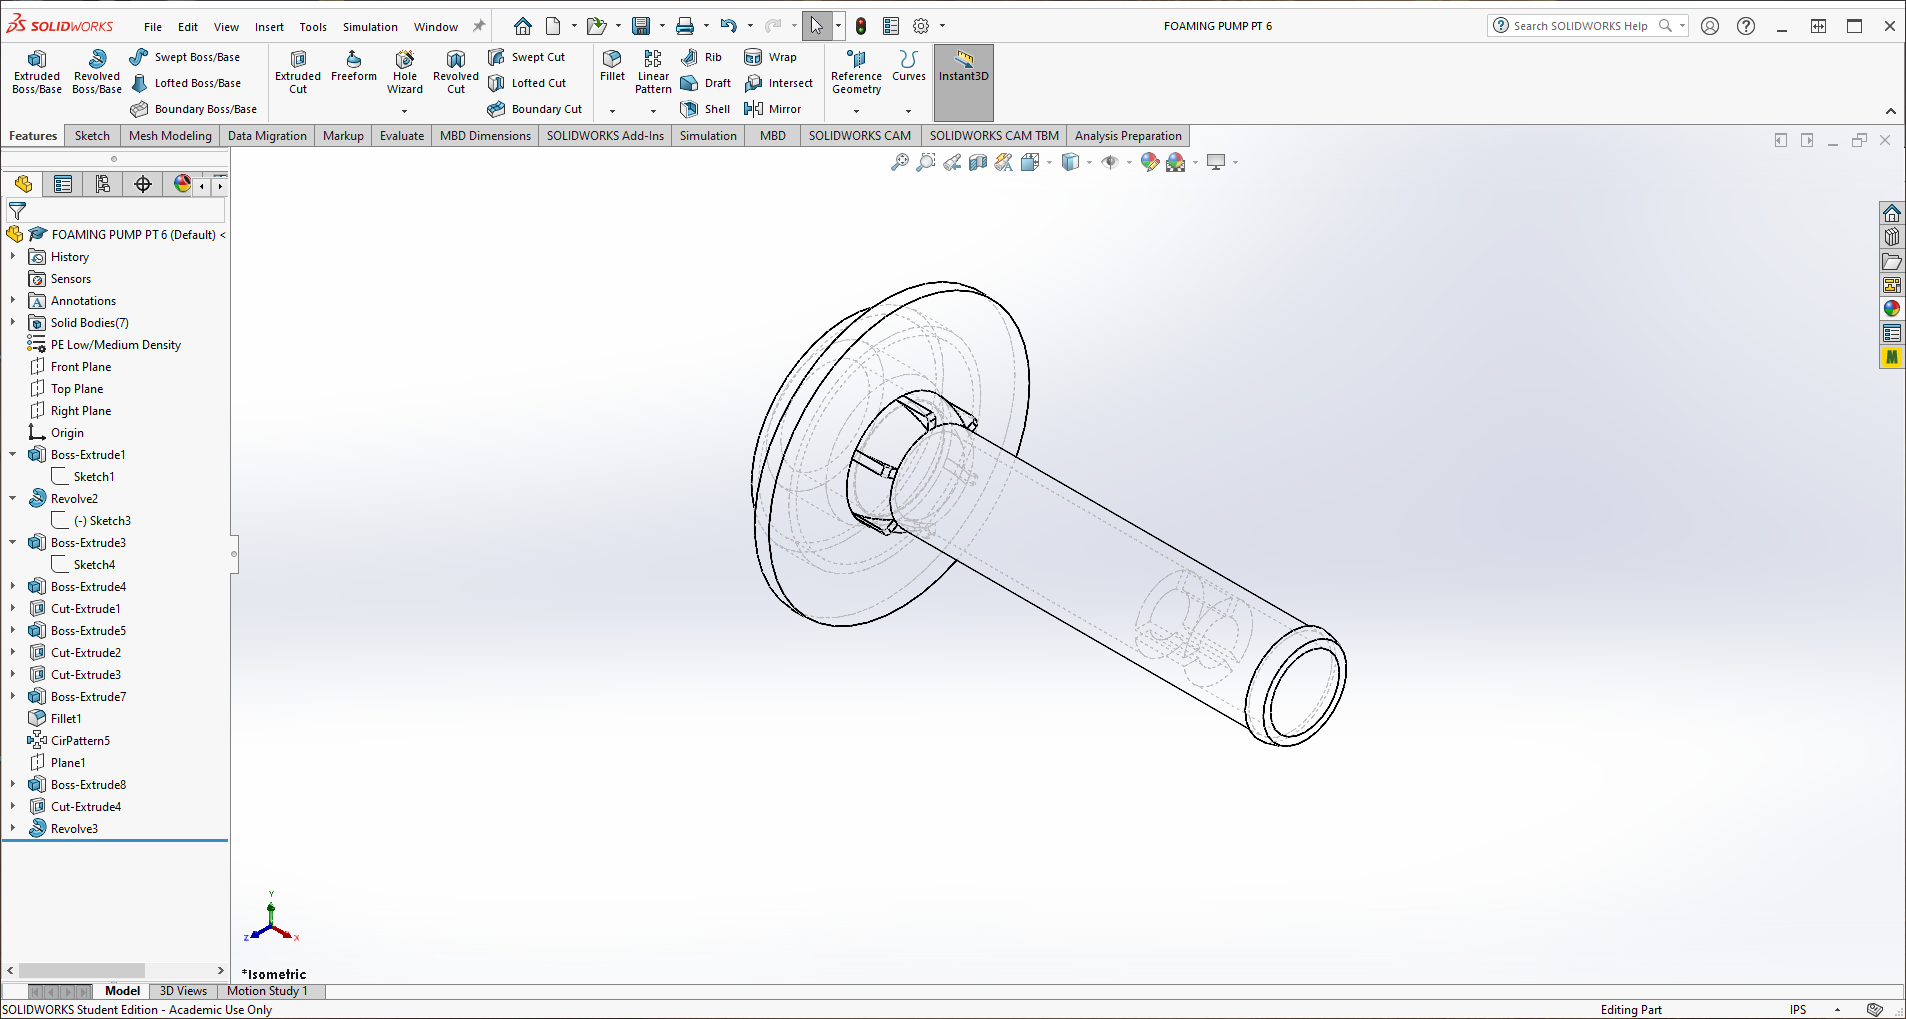 SOLIDWORKS File Edit View Insert Tools Simulation Window FOAMING PUMP PT 6 Search SOLIDWORKS Help
Extruded Boss/Base
Revolved Boss/Base
Swept Boss/Base
Lofted Boss/Base
Boundary Boss/Base
Extruded Cut
Freeform
Hole Wizard
Revolved Cut
Swept Cut
Lofted Cut
Boundary Cut
Fillet
Linear Pattern
Rib
Draft
Shell
Wrap
Intersect
Mirror
Reference Geometry
Curves
Instant3D
Features Sketch Mesh Modeling Data Migration Markup Evaluate MBD Dimensions SOLIDWORKS Add-Ins Simulation MBD SOLIDWORKS CAM SOLIDWORKS CAM TBM Analysis Preparation
FOAMING PUMP PT 6 (Default) <
History
Sensors
A Annotations
Solid Bodies(7)
PE Low/Medium Density
Front Plane
Top Plane
Right Plane
Origin
Boss-Extrude1
Sketch1
Revolve2
(-) Sketch3
Boss-Extrude3
Sketch4
Boss-Extrude4
Cut-Extrude1
Boss-Extrude5
Cut-Extrude2
Cut-Extrude3
Boss-Extrude7
Fillet1
CirPattern5
Plane1
Boss-Extrude8
Cut-Extrude4
Revolve3
M
Y
Z X
*Isometric
Model 3D Views Motion Study 1
SOLIDWORKS Student Edition - Academic Use Only Editing Part IPS